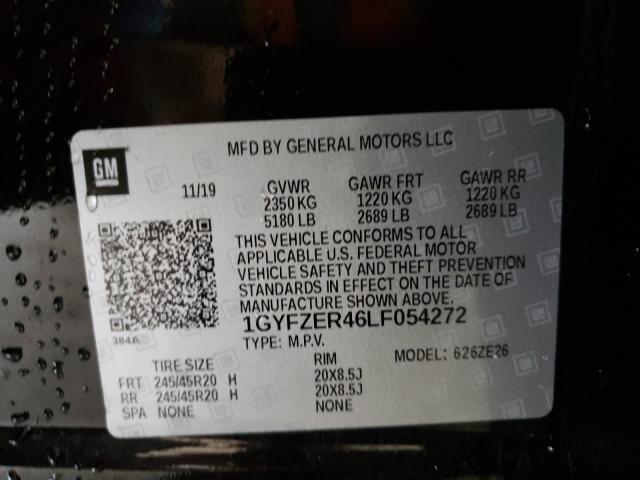 GM
MFD BY GENERAL MOTORS LLC
11/19
GVWR GAWR FRT GAWR RR
2350 KG 1220 KG 1220 KG
5180 LB 2689 LB 2689 LB
THIS VEHICLE CONFORMS TO ALL
APPLICABLE U.S. FEDERAL MOTOR
VEHICLE SAFETY AND THEFT PREVENTION
STANDARDS IN EFFECT ON THE DATE OF
MANUFACTURE SHOWN ABOVE.
1GYFZER46LF054272
384A
TYPE: M.P.V. MODEL: 626ZE26
TIRE SIZE RIM
FRT 245/45R20 H 20X8.5J
RR 245/45R20 H 20X8.5J
SPA NONE NONE